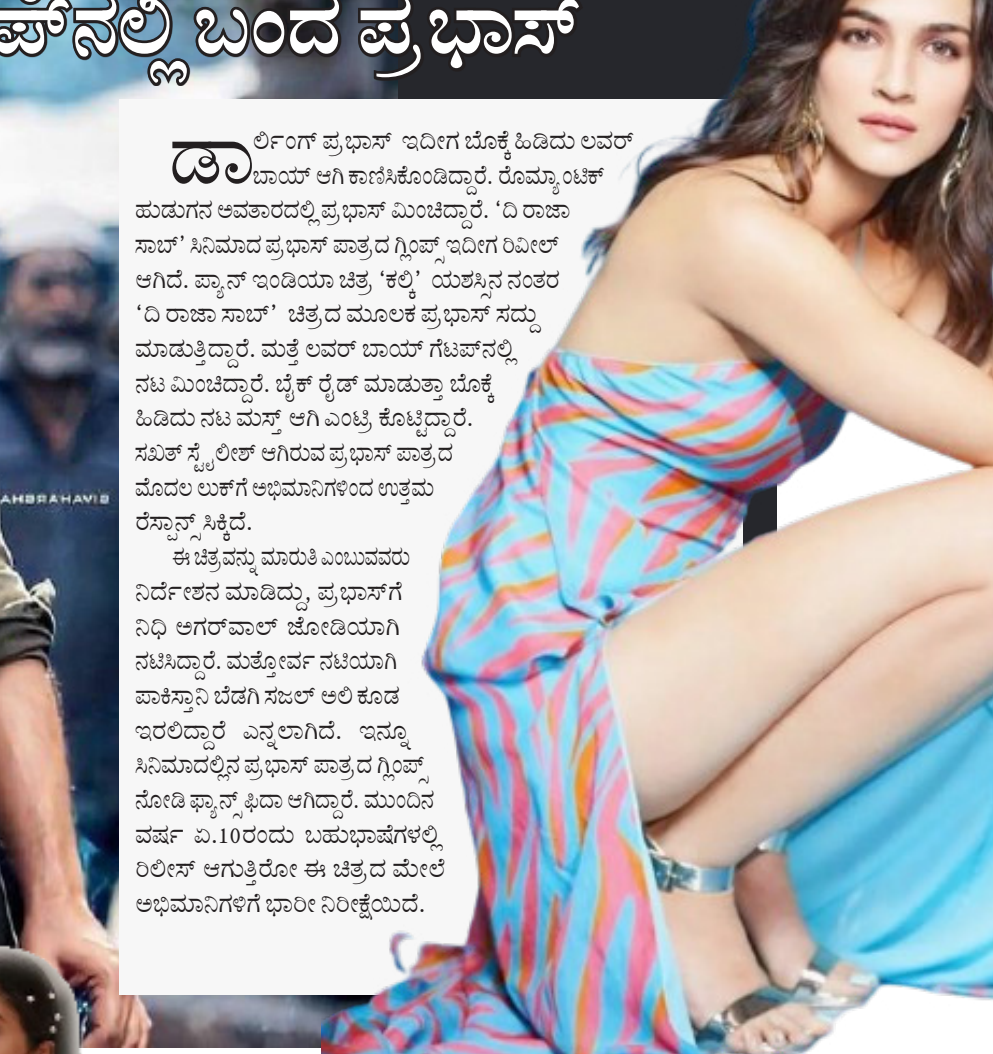 ಪ್‌ನಲ್ಲಿ ಬಂದ ಪ್ರಭಾಸ್
ಡಾರ್ಲಿಂಗ್ ಪ್ರಭಾಸ್ ಇದೀಗ ಬೊಕ್ಕೆ ಹಿಡಿದು ಲವರ್
ಬಾಯ್ ಆಗಿ ಕಾಣಿಸಿಕೊಂಡಿದ್ದಾರೆ. ರೊಮ್ಯಾಂಟಿಕ್
ಹುಡುಗನ ಅವತಾರದಲ್ಲಿ ಪ್ರಭಾಸ್ ಮಿಂಚಿದ್ದಾರೆ. ‘ದಿ ರಾಜಾ
ಸಾಬ್’ ಸಿನಿಮಾದ ಪ್ರಭಾಸ್ ಪಾತ್ರದ ಗ್ಲಿಂಪ್ಸ್ ಇದೀಗ ರಿವೀಲ್
ಆಗಿದೆ. ಪ್ಯಾನ್ ಇಂಡಿಯಾ ಚಿತ್ರ ‘ಕಲ್ಕಿ’ ಯಶಸ್ಸಿನ ನಂತರ
‘ದಿ ರಾಜಾ ಸಾಬ್’ ಚಿತ್ರದ ಮೂಲಕ ಪ್ರಭಾಸ್ ಸದ್ದು
ಮಾಡುತ್ತಿದ್ದಾರೆ. ಮತ್ತೆ ಲವರ್ ಬಾಯ್ ಗೆಟಪ್‌ನಲ್ಲಿ
ನಟ ಮಿಂಚಿದ್ದಾರೆ. ಬೈಕ್ ರೈಡ್ ಮಾಡುತ್ತಾ ಬೊಕ್ಕೆ
ಹಿಡಿದು ನಟ ಮಸ್ತ್ ಆಗಿ ಎಂಟ್ರಿ ಕೊಟ್ಟಿದ್ದಾರೆ.
ಸಖತ್ ಸ್ಟೈಲೀಶ್ ಆಗಿರುವ ಪ್ರಭಾಸ್ ಪಾತ್ರದ
ಮೊದಲ ಲುಕ್‌ಗೆ ಅಭಿಮಾನಿಗಳಿಂದ ಉತ್ತಮ
ರೆಸ್ಪಾನ್ಸ್ ಸಿಕ್ಕಿದೆ.
ಈ ಚಿತ್ರವನ್ನು ಮಾರುತಿ ಎಂಬುವವರು
ನಿರ್ದೇಶನ ಮಾಡಿದ್ದು, ಪ್ರಭಾಸ್‌ಗೆ
ನಿಧಿ ಅಗರ್‌ವಾಲ್ ಜೋಡಿಯಾಗಿ
ನಟಿಸಿದ್ದಾರೆ. ಮತ್ತೋರ್ವ ನಟಿಯಾಗಿ
ಪಾಕಿಸ್ತಾನಿ ಬೆಡಗಿ ಸಜಲ್ ಅಲಿ ಕೂಡ
ಇರಲಿದ್ದಾರೆ ಎನ್ನಲಾಗಿದೆ. ಇನ್ನೂ
ಸಿನಿಮಾದಲ್ಲಿನ ಪ್ರಭಾಸ್ ಪಾತ್ರದ ಗ್ಲಿಂಪ್ಸ್
ನೋಡಿ ಫ್ಯಾನ್ಸ್ ಫಿದಾ ಆಗಿದ್ದಾರೆ. ಮುಂದಿನ
ವರ್ಷ ಏ.10ರಂದು ಬಹುಭಾಷೆಗಳಲ್ಲಿ
ರಿಲೀಸ್ ಆಗುತ್ತಿರೋ ಈ ಚಿತ್ರದ ಮೇಲೆ
ಅಭಿಮಾನಿಗಳಿಗೆ ಭಾರೀ ನಿರೀಕ್ಷೆಯಿದೆ.